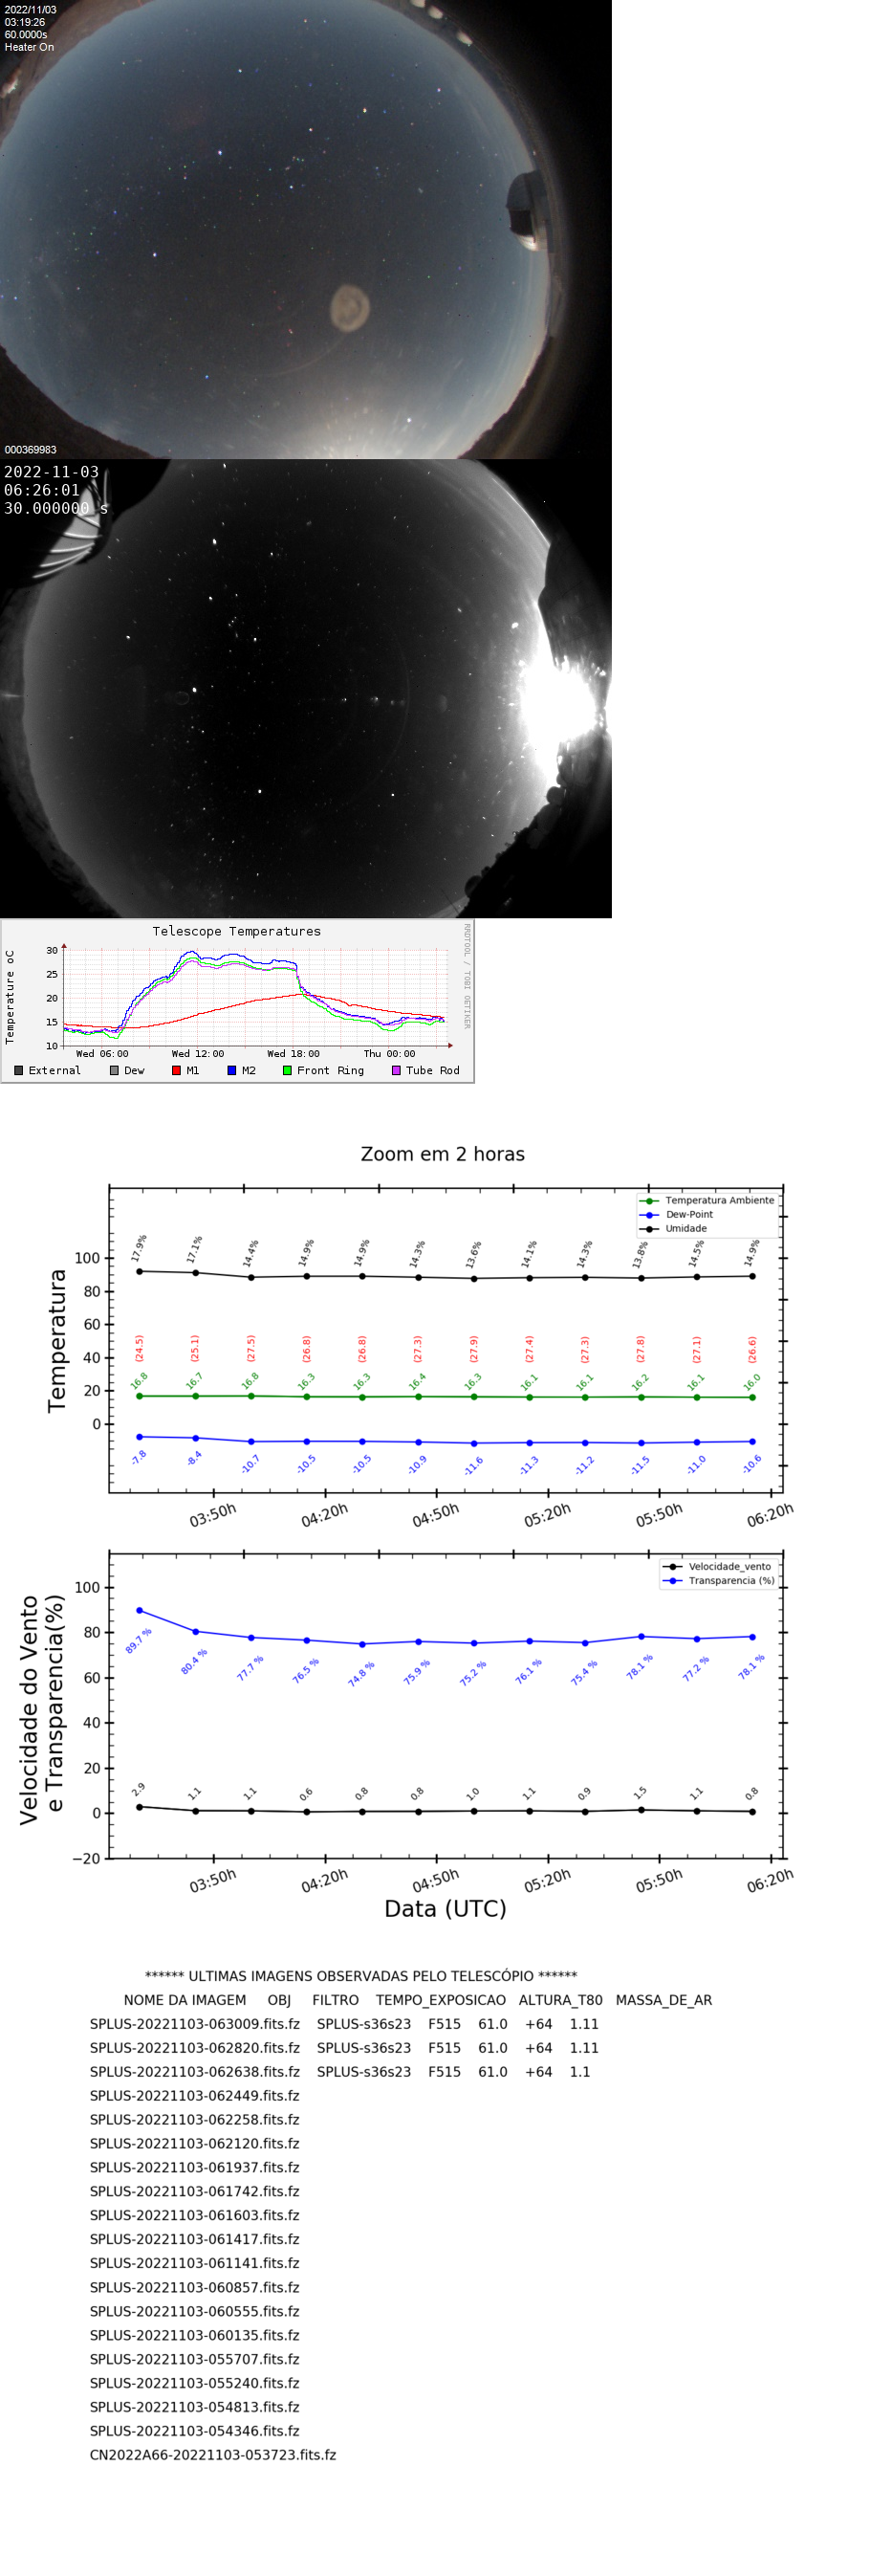 2022/11/03
03:19:26
60.0000s
Heater On
000369983
2022-11-03
06:26:01
30.000000 s
Telescope Temperatures
Temperature oC
RRDTOOL / TOBI OETIKER
30
25
20
15
10
Wed 06:00 Wed 12:00 Wed 18:00 Thu 00:00
External Dew M1 M2 Front Ring Tube Rod
Zoom em 2 horas
Temperatura
Temperatura Ambiente
Dew-Point
Umidade
100
80
60
40
20
0
17.9% 17.1% 14.4% 14.9% 14.9% 14.3% 13.6% 14.1% 14.3% 13.8% 14.5% 14.9%
(24.5) (25.1) (27.5) (26.8) (26.8) (27.3) (27.9) (27.4) (27.3) (27.8) (27.1) (26.6)
16.8 16.7 16.8 16.3 16.3 16.4 16.3 16.1 16.1 16.2 16.1 16.0
-7.8 -8.4 -10.7 -10.5 -10.5 -10.9 -11.6 -11.3 -11.2 -11.5 -11.0 -10.6
03:50h 04:20h 04:50h 05:20h 05:50h 06:20h
Velocidade do Vento
e Transparencia(%)
Velocidade_vento
Transparencia (%)
100
80
60
40
20
0
−20
89.7 % 80.4 % 77.7 % 76.5 % 74.8 % 75.9 % 75.2 % 76.1 % 75.4 % 78.1 % 77.2 % 78.1 %
2.9 1.1 1.1 0.6 0.8 0.8 1.0 1.1 0.9 1.5 1.1 0.8
03:50h 04:20h 04:50h 05:20h 05:50h 06:20h
Data (UTC)
****** ULTIMAS IMAGENS OBSERVADAS PELO TELESCÓPIO ******
NOME DA IMAGEM OBJ FILTRO TEMPO_EXPOSICAO ALTURA_T80 MASSA_DE_AR
SPLUS-20221103-063009.fits.fz SPLUS-s36s23 F515 61.0 +64 1.11
SPLUS-20221103-062820.fits.fz SPLUS-s36s23 F515 61.0 +64 1.11
SPLUS-20221103-062638.fits.fz SPLUS-s36s23 F515 61.0 +64 1.1
SPLUS-20221103-062449.fits.fz
SPLUS-20221103-062258.fits.fz
SPLUS-20221103-062120.fits.fz
SPLUS-20221103-061937.fits.fz
SPLUS-20221103-061742.fits.fz
SPLUS-20221103-061603.fits.fz
SPLUS-20221103-061417.fits.fz
SPLUS-20221103-061141.fits.fz
SPLUS-20221103-060857.fits.fz
SPLUS-20221103-060555.fits.fz
SPLUS-20221103-060135.fits.fz
SPLUS-20221103-055707.fits.fz
SPLUS-20221103-055240.fits.fz
SPLUS-20221103-054813.fits.fz
SPLUS-20221103-054346.fits.fz
CN2022A66-20221103-053723.fits.fz